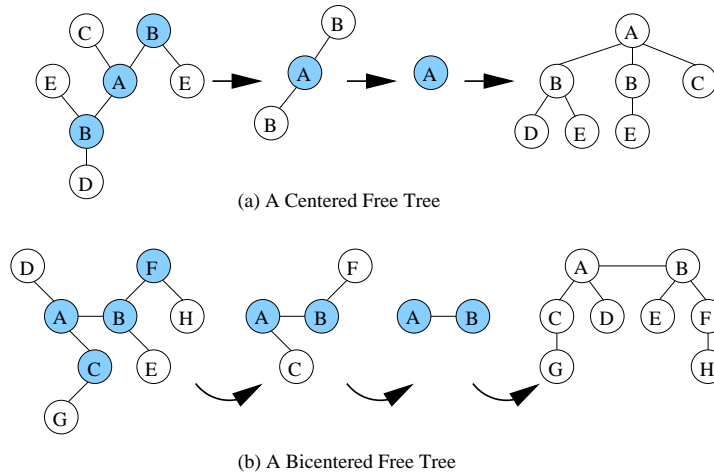 C B B A
E A E A A B B C
B B D E E
D
(a) A Centered Free Tree
D F F A B
A B H A B A B C D E F
C E C G H
G
(b) A Bicentered Free Tree